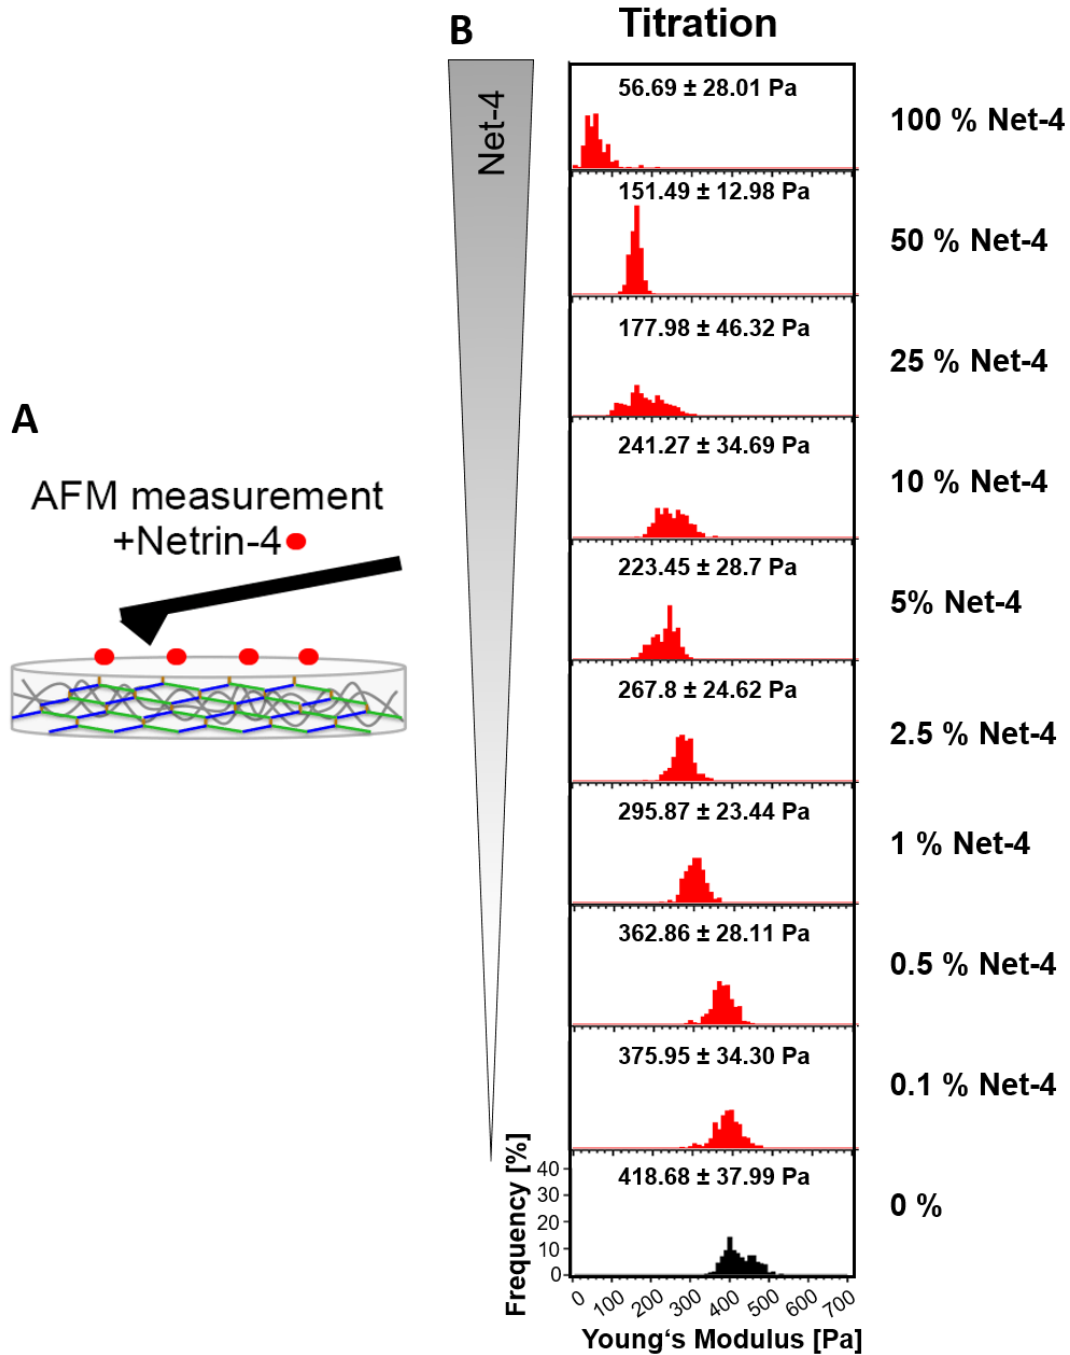 A
AFM measurement
+Netrin-4
B
Titration
Net-4
56.69 ± 28.01 Pa
100 % Net-4
151.49 ± 12.98 Pa
50 % Net-4
177.98 ± 46.32 Pa
25 % Net-4
241.27 ± 34.69 Pa
10 % Net-4
223.45 ± 28.7 Pa
5% Net-4
267.8 ± 24.62 Pa
2.5 % Net-4
295.87 ± 23.44 Pa
1 % Net-4
362.86 ± 28.11 Pa
0.5 % Net-4
375.95 ± 34.30 Pa
0.1 % Net-4
418.68 ± 37.99 Pa
0 %
Frequency [%]
40
30
20
10
0
0 100 200 300 400 500 600 700
Young‘s Modulus [Pa]